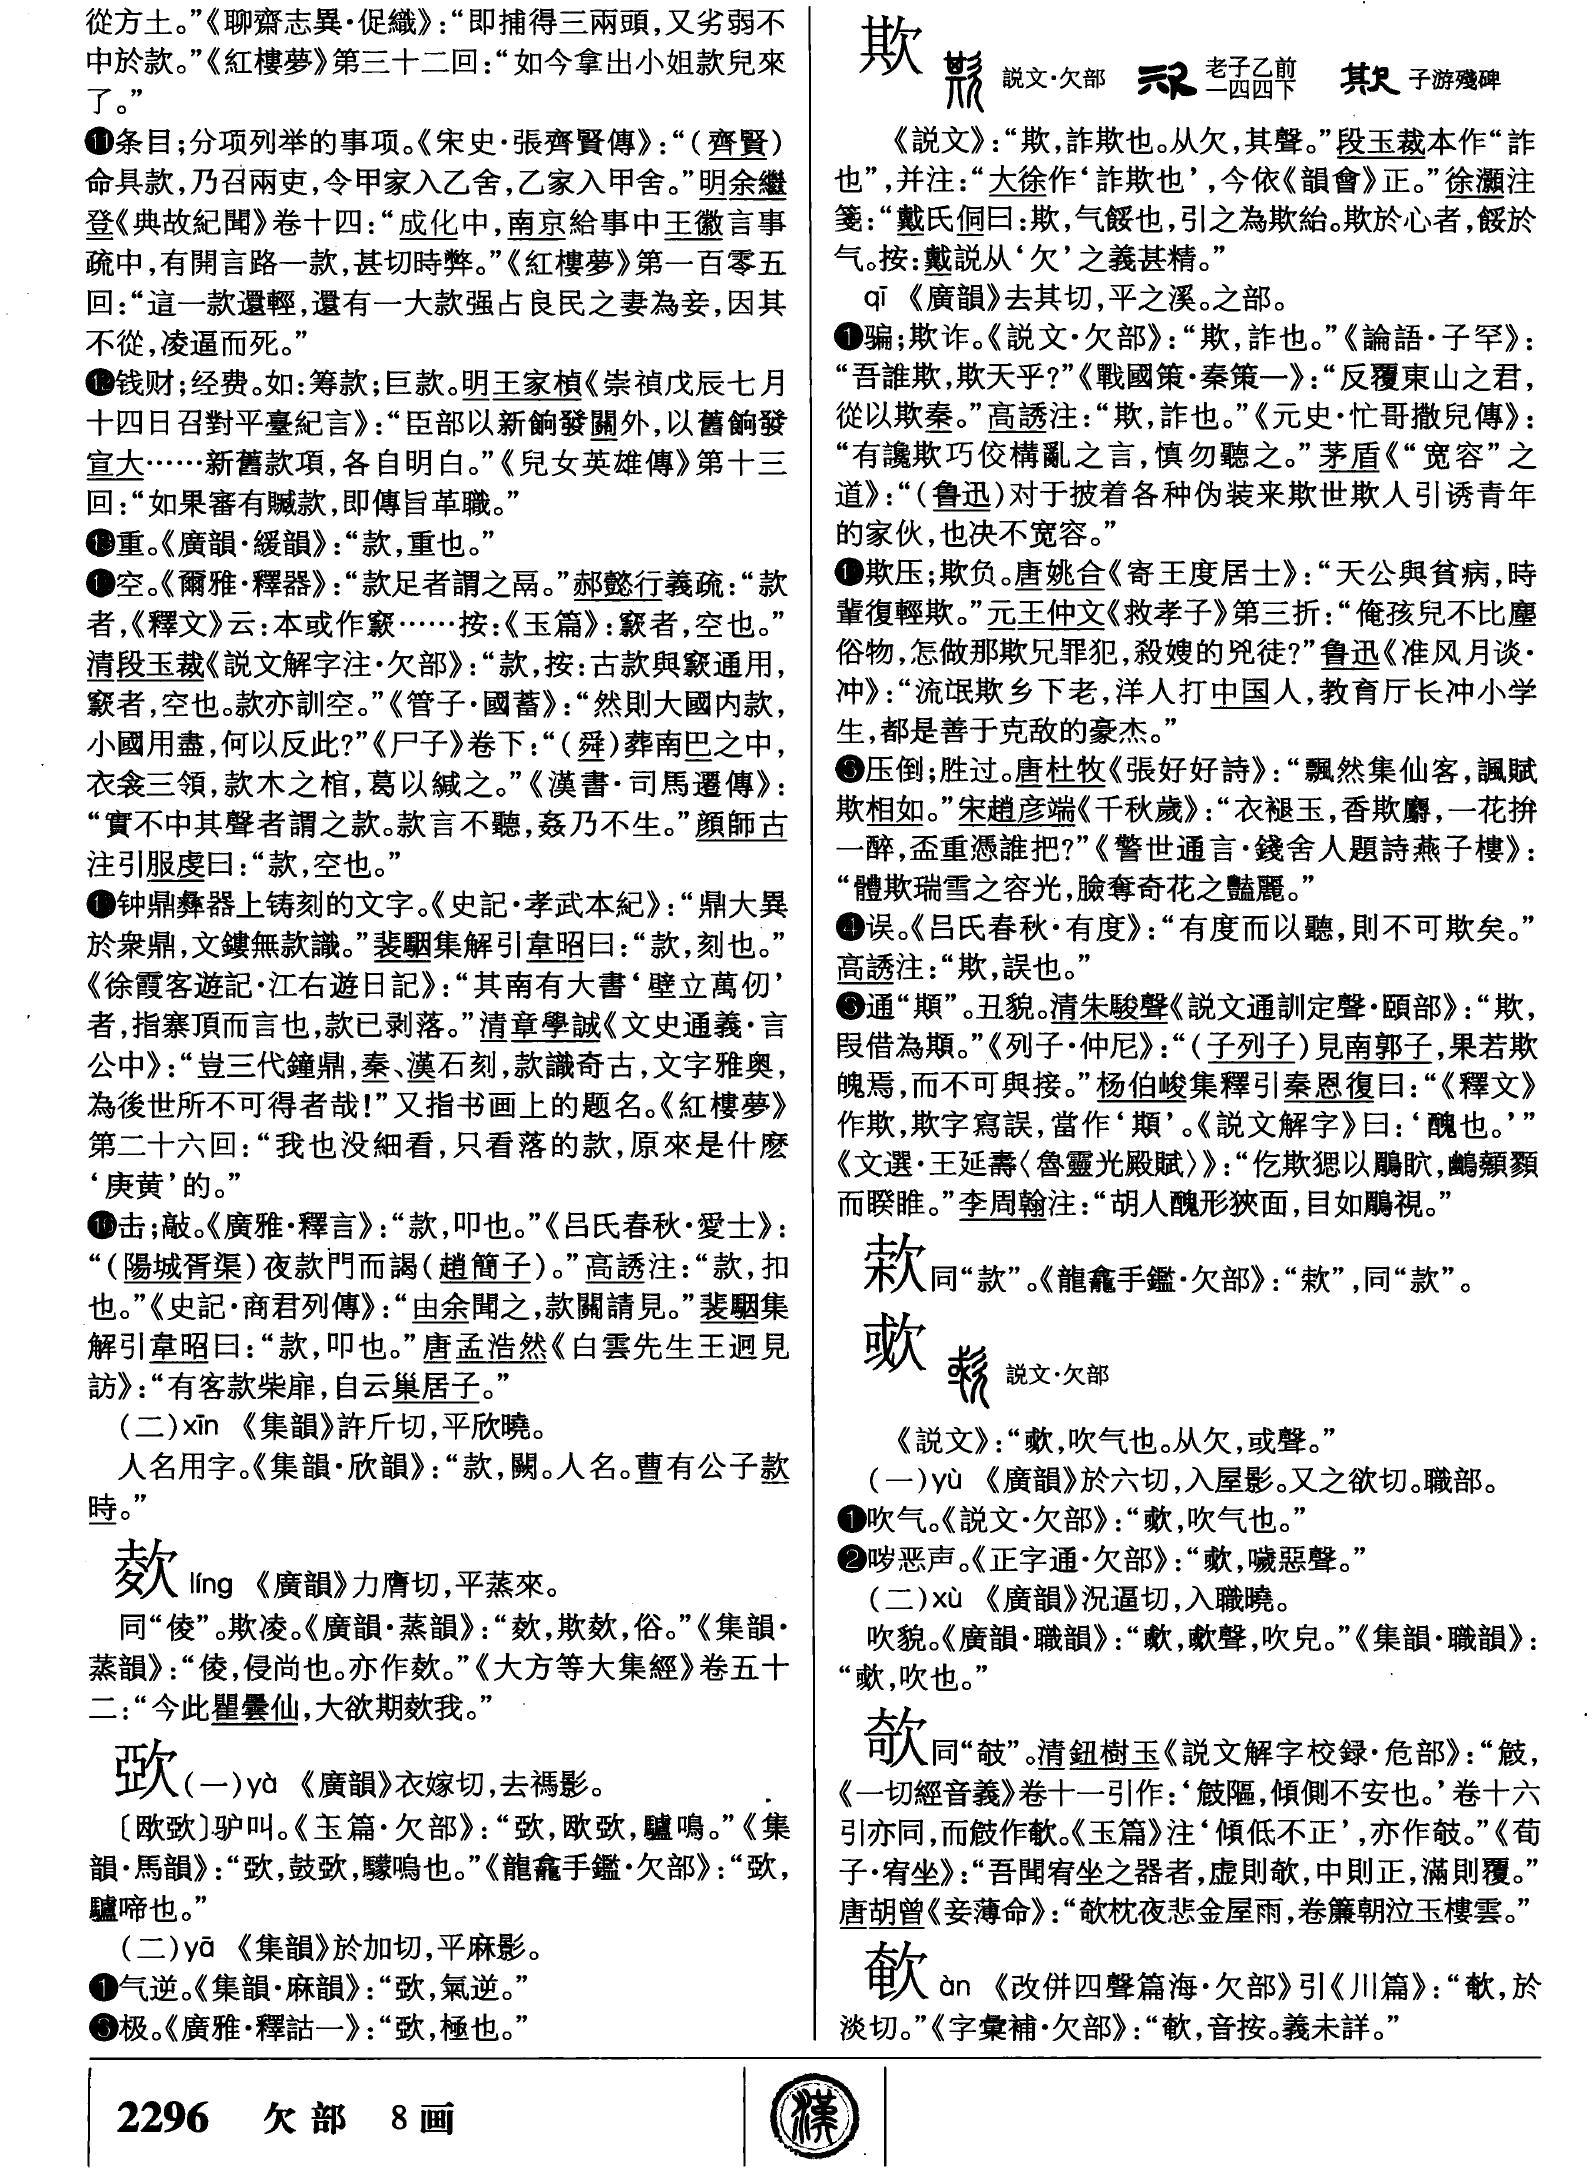 從方土。”《聊齋志異·促織》：“即捕得三兩頭，又劣弱不
中於款。”《紅樓夢》第三十二回：“如今拿出小姐款兒來
了。”
⓫条目；分项列举的事项。《宋史·張齊賢傳》：“（齊賢）
命具款，乃召兩吏，令甲家入乙舍，乙家入甲舍。”明余繼
登《典故紀聞》卷十四：“成化中，南京給事中王徽言事
疏中，有開言路一款，甚切時弊。”《紅樓夢》第一百零五
回：“這一款還輕，還有一大款强占良民之妻為妾，因其
不從，凌逼而死。”
⓬钱财；经费。如：筹款；巨款。明王家楨《崇禎戊辰七月
十四日召對平臺紀言》：“臣部以新餉發關外，以舊餉發
宣大……新舊款項，各自明白。”《兒女英雄傳》第十三
回：“如果審有贓款，即傳旨革職。”
⓭重。《廣韻·緩韻》：“款，重也。”
空。《爾雅·釋器》：“款足者謂之鬲。”郝懿行義疏：“款
者，《釋文》云：本或作窾……按：《玉篇》：窾者，空也。”
清段玉裁《説文解字注·欠部》：“款，按：古款與窾通用，
窾者，空也。款亦訓空。”《管子·國蓄》：“然則大國内款，
小國用盡，何以反此？”《尸子》卷下：“（舜）葬南巴之中，
衣衾三領，款木之棺，葛以緘之。”《漢書·司馬遷傳》：
“實不中其聲者謂之款。款言不聽，姦乃不生。”顔師古
注引服虔曰：“款，空也。”
钟鼎彝器上铸刻的文字。《史記·孝武本紀》：“鼎大異
於衆鼎，文鏤無款識。”裴駰集解引韋昭曰：“款，刻也。”
《徐霞客遊記·江右遊日記》：“其南有大書‘壁立萬仞’
者，指寨頂而言也，款已剥落。”清章學誠《文史通義·言
公中》：“豈三代鐘鼎，秦、漢石刻，款識奇古，文字雅奥，
為後世所不可得者哉！”又指书画上的题名。《紅樓夢》
第二十六回：“我也没細看，只看落的款，原來是什麽
‘庚黄’的。”
⓰击；敲。《廣雅·釋言》：“款，叩也。”《吕氏春秋·愛士》：
“（陽城胥渠）夜款門而謁（趙簡子）。”高誘注：“款，扣
也。”《史記·商君列傳》：“由余聞之，款關請見。”裴駰集
解引韋昭曰：“款，叩也。”唐孟浩然《白雲先生王迥見
訪》：“有客款柴扉，自云巢居子。”
（二）xīn 《集韻》許斤切，平欣曉。
人名用字。《集韻·欣韻》：“款，闕。人名。曹有公子款
時。”
㰽 líng 《廣韻》力膺切，平蒸來。
同“倰”。欺凌。《廣韻·蒸韻》：“㰽，欺㰽，俗。”《集韻·
蒸韻》：“倰，侵尚也。亦作㰽。”《大方等大集經》卷五十
二：“今此瞿曇仙，大欲期㰽我。”
㰳（一）yà 《廣韻》衣嫁切，去禡影。
〔欧㰳〕驴叫。《玉篇·欠部》：“㰳，欧㰳，驢鳴。”《集
韻·馬韻》：“㰳，鼓㰳，驢鳴也。”《龍龕手鑑·欠部》：“㰳，
驢啼也。”
（二）yā 《集韻》於加切，平麻影。
❶气逆。《集韻·麻韻》：“㰳，氣逆。”
❸极。《廣雅·釋詁一》：“㰳，極也。”
欺 説文·欠部 老子乙前一四四下 子游殘碑
《説文》：“欺，詐欺也。从欠，其聲。”段玉裁本作“詐
也”，并注：“大徐作‘詐欺也’，今依《韻會》正。”徐灝注
箋：“戴氏侗曰：欺，气餒也，引之為欺紿。欺於心者，餒於
气。按：戴説从‘欠’之義甚精。”
qī 《廣韻》去其切，平之溪。之部。
❶骗；欺诈。《説文·欠部》：“欺，詐也。”《論語·子罕》：
“吾誰欺，欺天乎？”《戰國策·秦策一》：“反覆東山之君，
從以欺秦。”高誘注：“欺，詐也。”《元史·忙哥撒兒傳》：
“有讒欺巧佼構亂之言，慎勿聽之。”茅盾《“宽容”之
道》：“（鲁迅）对于披着各种伪装来欺世欺人引诱青年
的家伙，也决不宽容。”
欺压；欺负。唐姚合《寄王度居士》：“天公與貧病，時
輩復輕欺。”元王仲文《救孝子》第三折：“俺孩兒不比塵
俗物，怎做那欺兄罪犯，殺嫂的兇徒？”鲁迅《准风月谈·
冲》：“流氓欺乡下老，洋人打中国人，教育厅长冲小学
生，都是善于克敌的豪杰。”
❸压倒；胜过。唐杜牧《張好好詩》：“飄然集仙客，諷賦
欺相如。”宋趙彦端《千秋歲》：“衣褪玉，香欺麝，一花拚
一醉，盃重憑誰把？”《警世通言·錢舍人題詩燕子樓》：
“體欺瑞雪之容光，臉奪奇花之豔麗。”
❹误。《吕氏春秋·有度》：“有度而以聽，則不可欺矣。”
高誘注：“欺，誤也。”
通“䫏”。丑貌。清朱駿聲《説文通訓定聲·頤部》：“欺，
叚借為䫏。”《列子·仲尼》：“（子列子）見南郭子，果若欺
魄焉，而不可與接。”杨伯峻集釋引秦恩復曰：“《釋文》
作欺，欺字寫誤，當作‘䫏’。《説文解字》曰：‘醜也。’”
《文選·王延壽〈魯靈光殿賦〉》：“仡欺㥓以鵰䀪，顤顟
而睽睢。”李周翰注：“胡人醜形狹面，目如鵰視。”
㰤同“款”。《龍龕手鑑·欠部》：“㰤”，同“款”。
㰲 説文·欠部
《説文》：“㰲，吹气也。从欠，或聲。”
（一）yù 《廣韻》於六切，入屋影。又之欲切。職部。
❶吹气。《説文·欠部》：“㰲，吹气也。”
❷哕恶声。《正字通·欠部》：“㰲，噦惡聲。”
（二）xù 《廣韻》況逼切，入職曉。
吹貌。《廣韻·職韻》：“㰲，㰲聲，吹皃。”《集韻·職韻》：
“㰲，吹也。”
欹同“攲”。清鈕樹玉《説文解字校録·危部》：“㩻，
《一切經音義》卷十一引作：‘㩻䧢，傾側不安也。’卷十六
引亦同，而㩻作欹。《玉篇》注‘傾低不正’，亦作攲。”《荀
子·宥坐》：“吾聞宥坐之器者，虚則欹，中則正，滿則覆。”
唐胡曾《妾薄命》：“欹枕夜悲金屋雨，卷簾朝泣玉樓雲。”
àn 《改併四聲篇海·欠部》引《川篇》：“，於
淡切。”《字彙補·欠部》：“，音按。義未詳。”
2296 欠部 8画
漢